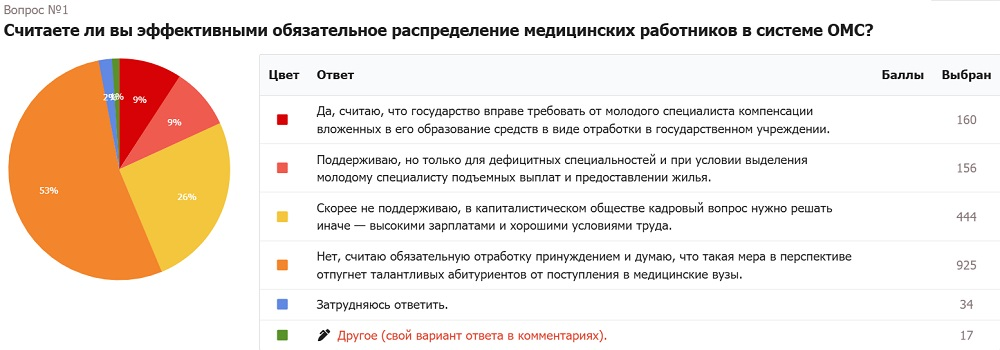 Вопрос №1
Считаете ли вы эффективными обязательное распределение медицинских работников в системе ОМС?
Цвет Ответ Баллы Выбран
Да, считаю, что государство вправе требовать от молодого специалиста компенсации
вложенных в его образование средств в виде отработки в государственном учреждении.
160
Поддерживаю, но только для дефицитных специальностей и при условии выделения
молодому специалисту подъемных выплат и предоставлении жилья.
156
Скорее не поддерживаю, в капиталистическом обществе кадровый вопрос нужно решать
иначе — высокими зарплатами и хорошими условиями труда.
444
Нет, считаю обязательную отработку принуждением и думаю, что такая мера в перспективе
отпугнет талантливых абитуриентов от поступления в медицинские вузы.
925
Затрудняюсь ответить. 34
Другое (свой вариант ответа в комментариях). 17
2% 1% 9%
9%
26%
53%